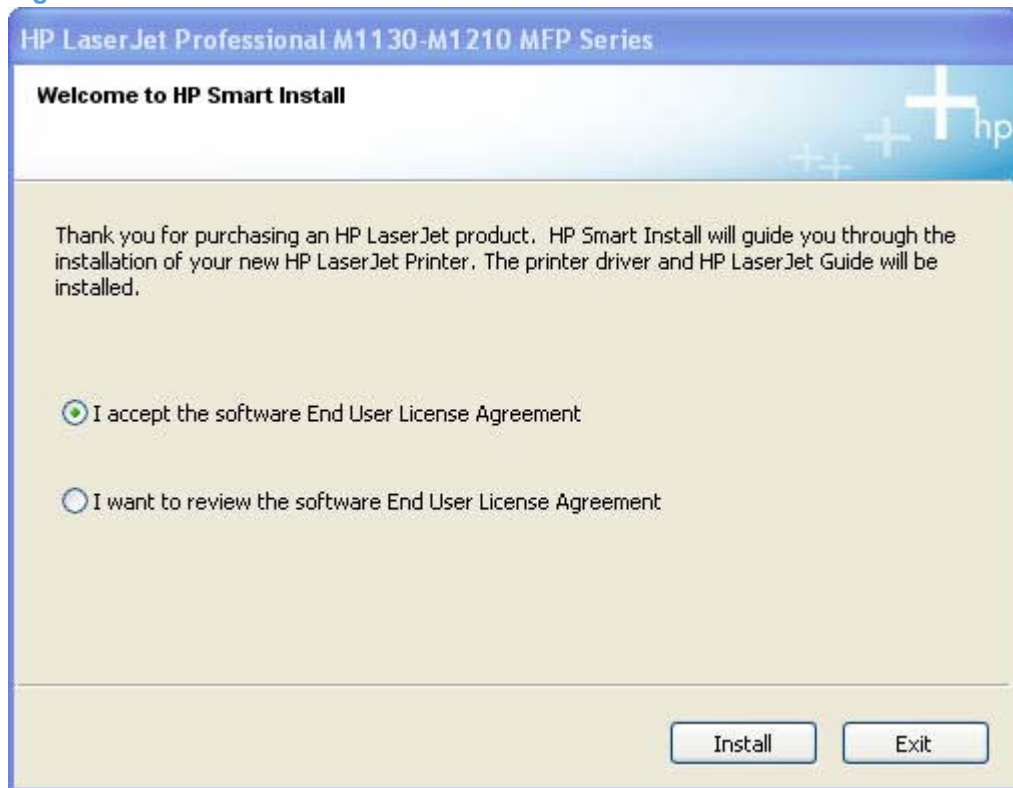 HP LaserJet Professional M1130-M1210 MFP Series
Welcome to HP Smart Install
hp
Thank you for purchasing an HP LaserJet product. HP Smart Install will guide you through the
installation of your new HP LaserJet Printer. The printer driver and HP LaserJet Guide will be
installed.
I accept the software End User License Agreement
I want to review the software End User License Agreement
Install
Exit